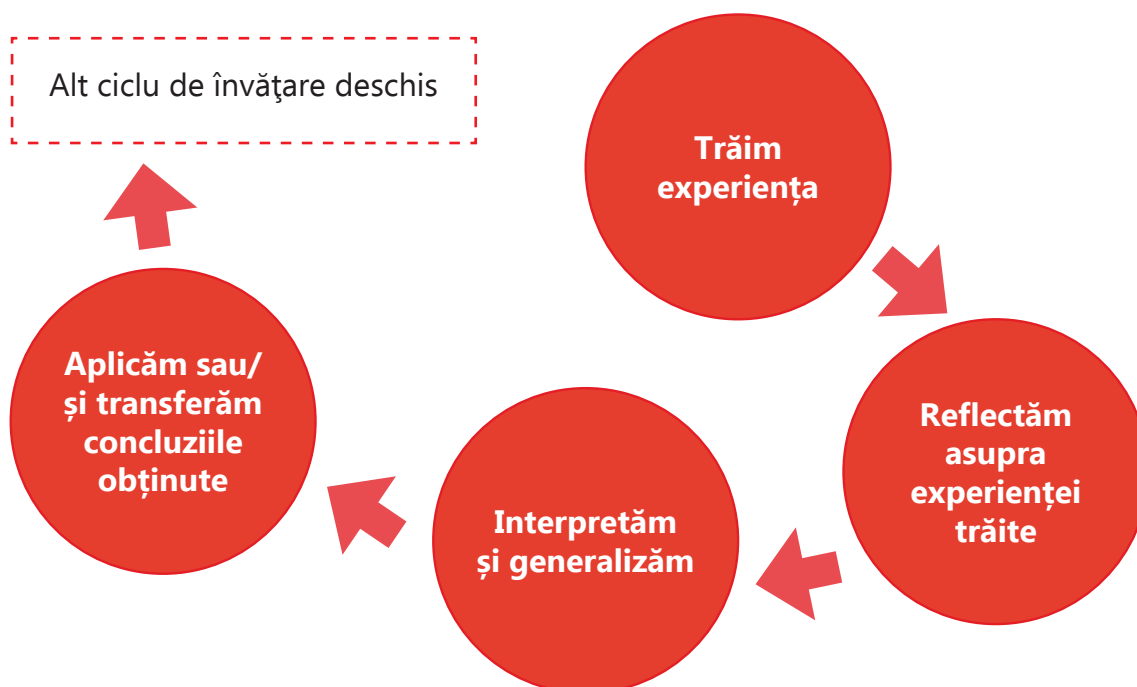 Alt ciclu de învăţare deschis
Trăim
experiența
Reflectăm
asupra
experienței
trăite
Interpretăm
și generalizăm
Aplicăm sau/
și transferăm
concluziile
obținute